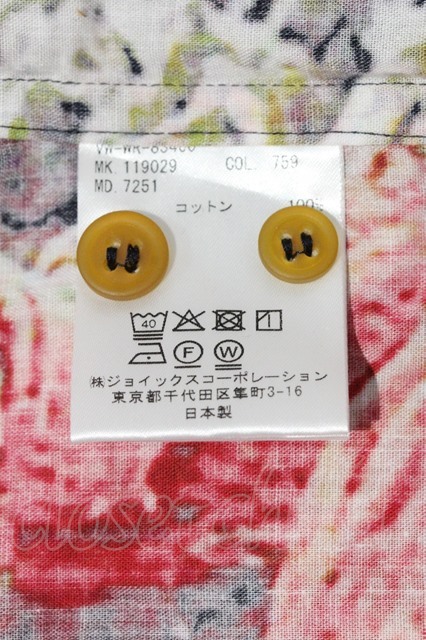 MK. 119029 COL. 759
MD. 7251
コットン 100%
40
F W
㈱ジョイックスコーポレーション
東京都千代田区隼町3-16
日本製
closer